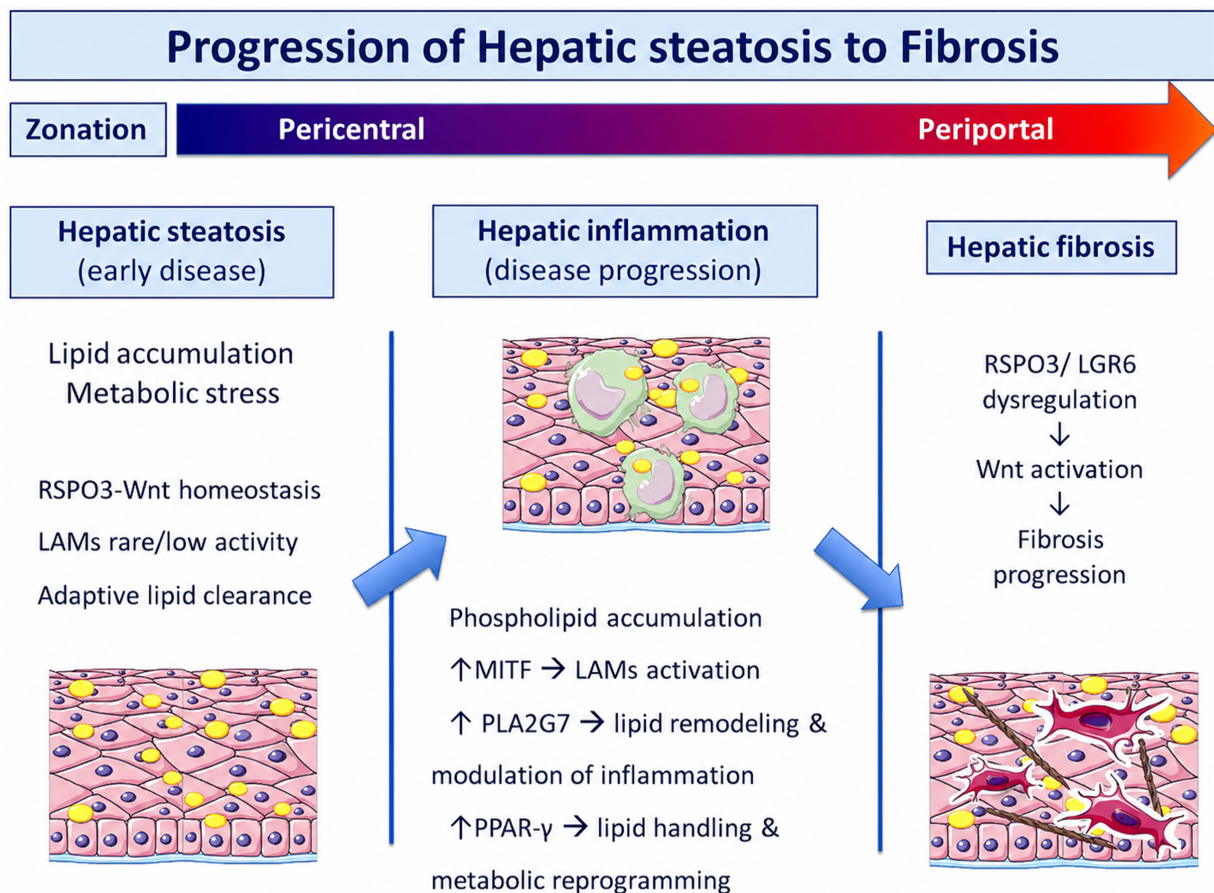 Progression of Hepatic steatosis to Fibrosis
Zonation
Pericentral
Periportal
Hepatic steatosis
(early disease)
Lipid accumulation
Metabolic stress
RSPO3-Wnt homeostasis
LAMs rare/low activity
Adaptive lipid clearance
Hepatic inflammation
(disease progression)
Phospholipid accumulation
↑MITF → LAMs activation
↑ PLA2G7 → lipid remodeling &
modulation of inflammation
↑PPAR-γ → lipid handling &
metabolic reprogramming
Hepatic fibrosis
RSPO3/ LGR6
dysregulation
↓
Wnt activation
↓
Fibrosis
progression